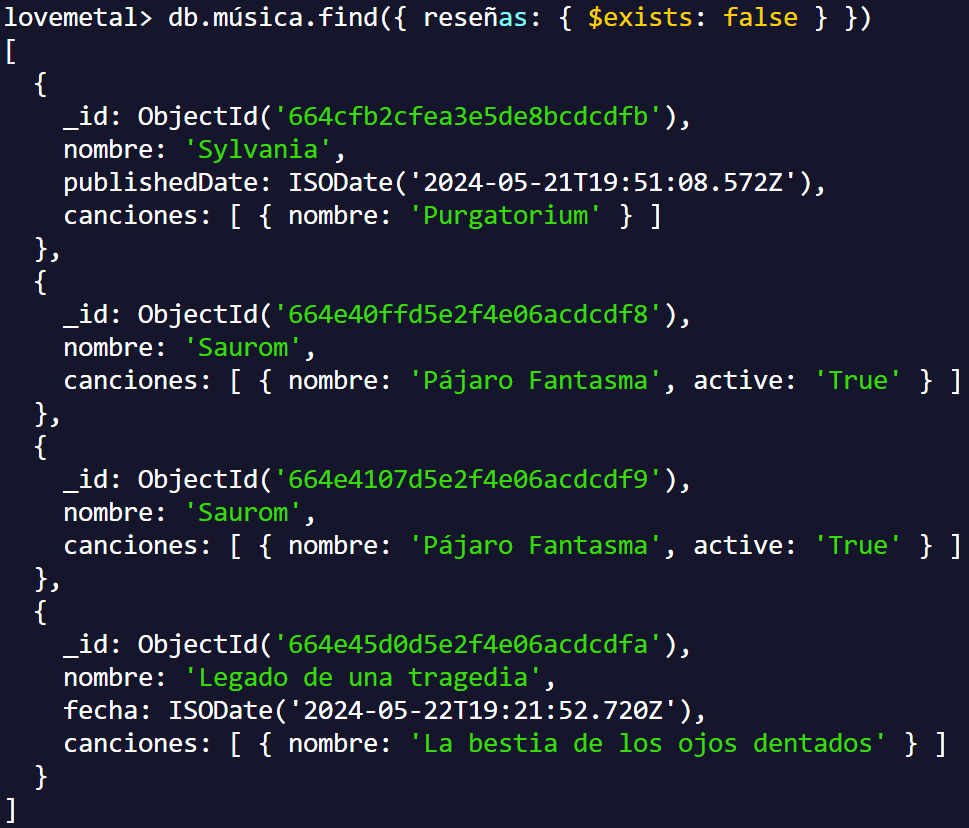 lovemetal> db.música.find({ reseñas: { $exists: false } })
[
  {
    _id: ObjectId('664cfb2cfea3e5de8bcdcdfb'),
    nombre: 'Sylvania',
    publishedDate: ISODate('2024-05-21T19:51:08.572Z'),
    canciones: [ { nombre: 'Purgatorium' } ]
  },
  {
    _id: ObjectId('664e40ffd5e2f4e06acdcdf8'),
    nombre: 'Saurom',
    canciones: [ { nombre: 'Pájaro Fantasma', active: 'True' } ]
  },
  {
    _id: ObjectId('664e4107d5e2f4e06acdcdf9'),
    nombre: 'Saurom',
    canciones: [ { nombre: 'Pájaro Fantasma', active: 'True' } ]
  },
  {
    _id: ObjectId('664e45d0d5e2f4e06acdcdfa'),
    nombre: 'Legado de una tragedia',
    fecha: ISODate('2024-05-22T19:21:52.720Z'),
    canciones: [ { nombre: 'La bestia de los ojos dentados' } ]
  }
]